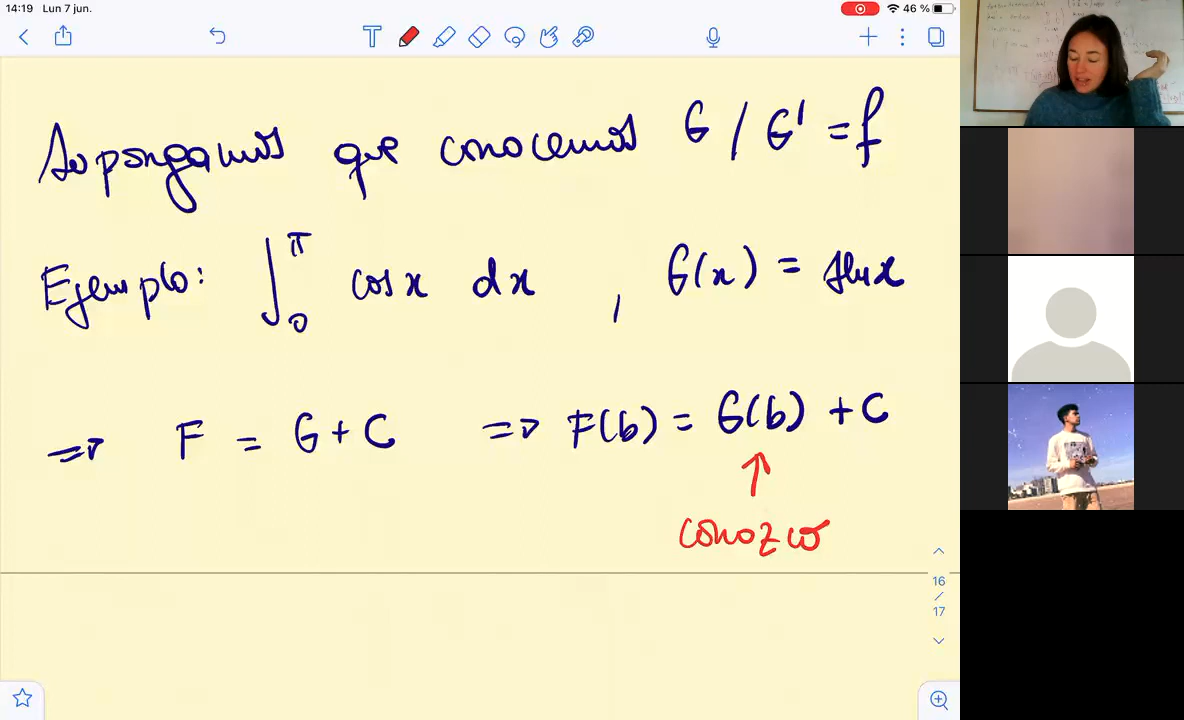 14:19 Lun 7 jun.
46 %
Supongamos que conocemos G / G' = f
Ejemplo: ∫₀^π cos x dx , G(x) = sen x
=> F = G + C => F(b) = G(b) + C
↑
conozco
16
/
17